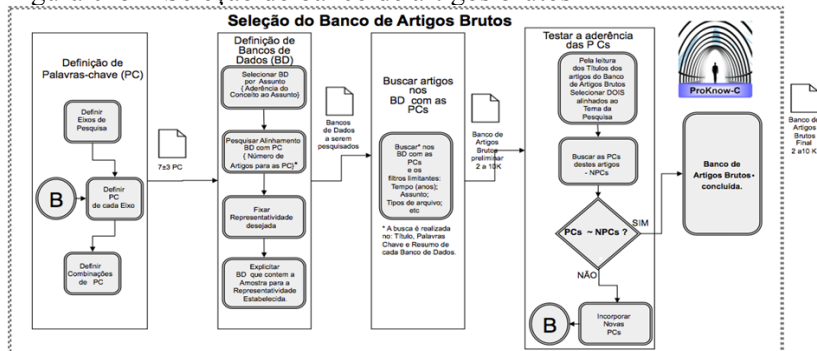 Seleção do Banco de Artigos Brutos
Definição de
Palavras-chave (PC)
Definir
Eixos de
Pesquisa
B
Definir
PC
de cada Eixo
Definir
Combinações
de PC
7±3 PC
Definição de
Bancos de
Dados (BD)
Selecionar BD
por Assunto
{ Aderência do
Conceito ao Assunto}
Pesquisar Alinhamento
BD com PC
{ Número de
Artigos para as PC}*
Fixar
Representatividade
desejada
Explicitar
BD que contem a
Amostra para a
Representatividade
Estabelecida.
Bancos
de Dados
a serem
pesquisados
Buscar artigos
nos
BD com as
PCs
Buscar* nos
BD com as
PCs
e os
filtros limitantes:
Tempo (anos);
Assunto;
Tipos de arquivo;
etc
* A busca é realizada
no: Título, Palavras
Chave e Resumo de
cada Banco de Dados.
Banco de
Artigos
Brutos
preliminar
2 a 10K
Testar a aderência
das P Cs
Pela leitura
dos Títulos dos
artigos do Banco
de Artigos Brutos
Selecionar DOIS
alinhados ao
Tema da
Pesquisa
Buscar as PCs
destes artigos
- NPCs
PCs ~ NPCs ?
SIM
NÃO
Incorporar
Novas
PCs
B
ProKnow-C
Banco de
Artigos Brutos-
concluída.
Banco de
Artigos
Brutos
Final
2 a10 K